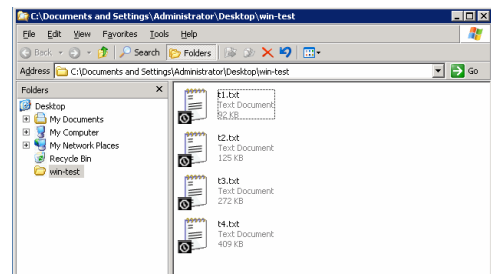 C:\Documents and Settings\Administrator\Desktop\win-test
File Edit View Favorites Tools Help
Back Search Folders
Address C:\Documents and Settings\Administrator\Desktop\win-test Go
Folders
Desktop
My Documents
My Computer
My Network Places
Recycle Bin
win-test
t1.txt
Text Document
82 KB
t2.txt
Text Document
125 KB
t3.txt
Text Document
272 KB
t4.txt
Text Document
409 KB